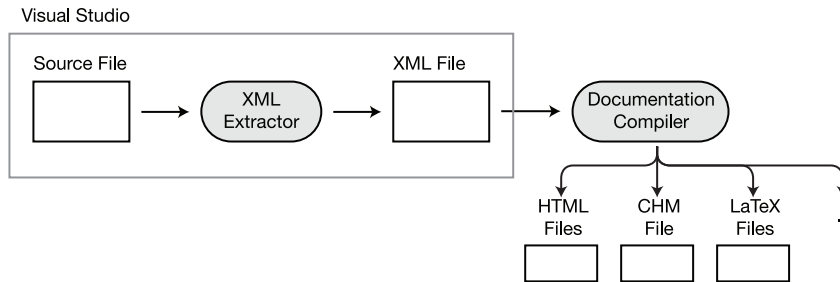 Visual Studio
Source File
XML File
XML
Extractor
Documentation
Compiler
HTML
Files
CHM
File
LaTeX
Files